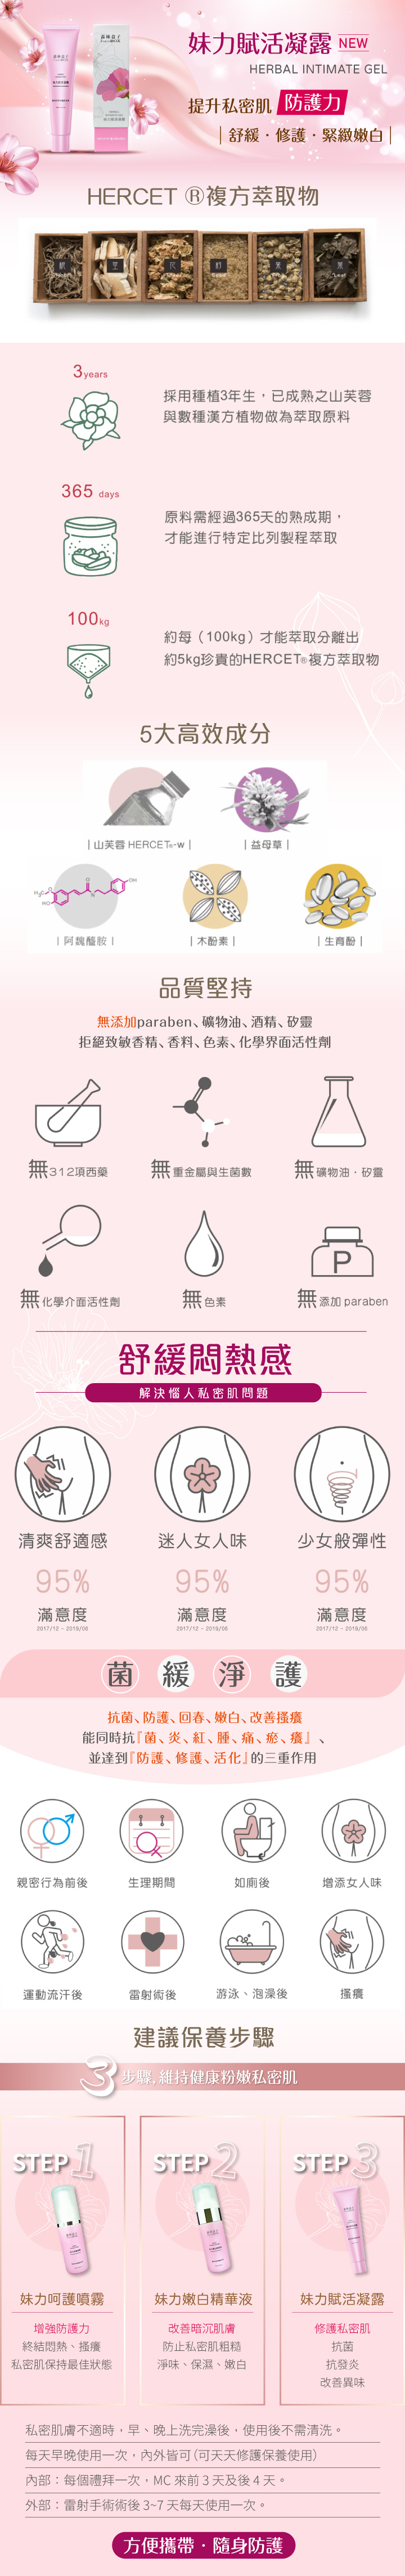 妹力賦活凝露 NEW
HERBAL INTIMATE GEL
提升私密肌 防護力
舒緩・修護・緊緻嫩白
HERCET ®複方萃取物
根 莖 花 籽 果 葉
3years
採用種植3年生，已成熟之山芙蓉
與數種漢方植物做為萃取原料
365 days
原料需經過365天的熟成期，
才能進行特定比列製程萃取
100kg
約每（100kg）才能萃取分離出
約5kg珍貴的HERCET®複方萃取物
5大高效成分
|山芙蓉 HERCET®-w|
|益母草|
H₃C O HO O N H OH
|阿魏醯胺|
|木酚素|
|生育酚|
品質堅持
無添加paraben、礦物油、酒精、矽靈
拒絕致敏香精、香料、色素、化學界面活性劑
無312項西藥
無重金屬與生菌數
無礦物油・矽靈
P
無化學介面活性劑
無色素
無添加 paraben
舒緩悶熱感
解決惱人私密肌問題
清爽舒適感
迷人女人味
少女般彈性
95%
95%
95%
滿意度
滿意度
滿意度
2017/12 - 2019/06
2017/12 - 2019/06
2017/12 - 2019/06
菌 緩 淨 護
抗菌、防護、回春、嫩白、改善搔癢
能同時抗『菌、炎、紅、腫、痛、瘀、癢』、
並達到『防護、修護、活化』的三重作用
親密行為前後
生理期間
如廁後
增添女人味
運動流汗後
雷射術後
游泳、泡澡後
搔癢
建議保養步驟
3步驟,維持健康粉嫩私密肌
STEP 1
STEP 2
STEP 3
妹力呵護噴霧
妹力嫩白精華液
妹力賦活凝露
增強防護力
終結悶熱、搔癢
私密肌保持最佳狀態
改善暗沉肌膚
防止私密肌粗糙
淨味、保濕、嫩白
修護私密肌
抗菌
抗發炎
改善異味
私密肌膚不適時，早、晚上洗完澡後，使用後不需清洗。
每天早晚使用一次，內外皆可(可天天修護保養使用)
內部：每個禮拜一次，MC 來前 3 天及後 4 天。
外部：雷射手術術後 3~7 天每天使用一次。
方便攜帶・隨身防護